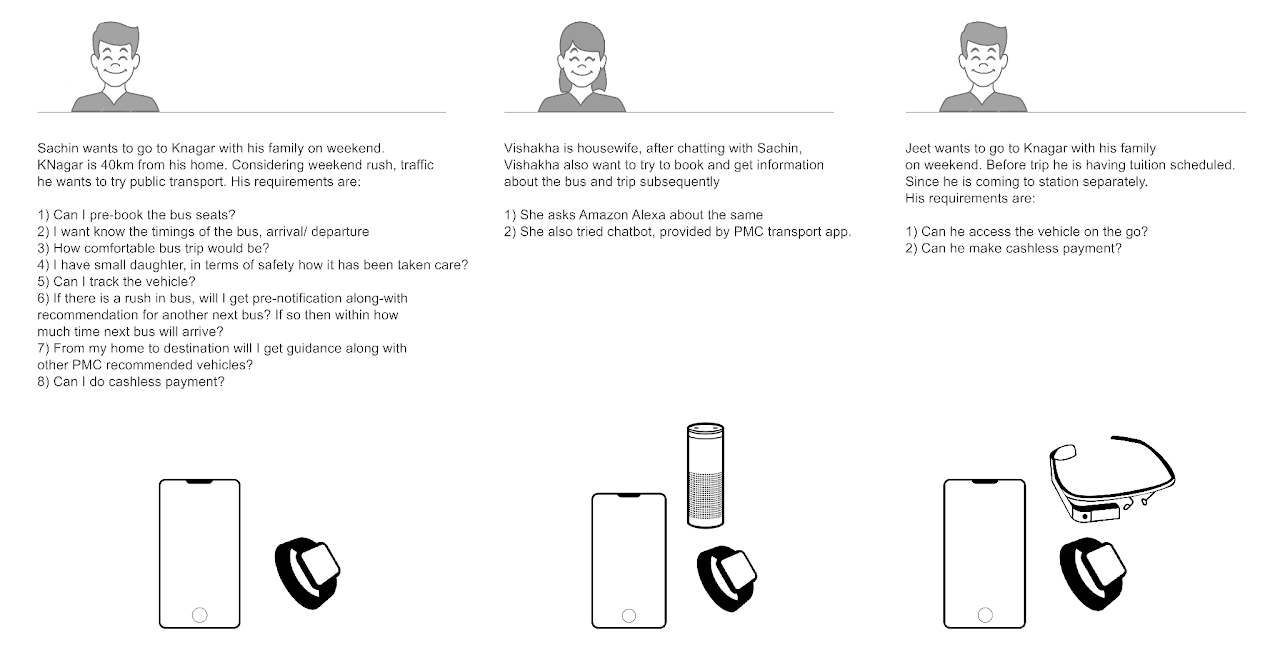 Sachin wants to go to Knagar with his family on weekend.
KNagar is 40km from his home. Considering weekend rush, traffic
he wants to try public transport. His requirements are:
1) Can I pre-book the bus seats?
2) I want know the timings of the bus, arrival/ departure
3) How comfortable bus trip would be?
4) I have small daughter, in terms of safety how it has been taken care?
5) Can I track the vehicle?
6) If there is a rush in bus, will I get pre-notification along-with
recommendation for another next bus? If so then within how
much time next bus will arrive?
7) From my home to destination will I get guidance along with
other PMC recommended vehicles?
8) Can I do cashless payment?
Vishakha is housewife, after chatting with Sachin,
Vishakha also want to try to book and get information
about the bus and trip subsequently
1) She asks Amazon Alexa about the same
2) She also tried chatbot, provided by PMC transport app.
Jeet wants to go to Knagar with his family
on weekend. Before trip he is having tuition scheduled.
Since he is coming to station separately.
His requirements are:
1) Can he access the vehicle on the go?
2) Can he make cashless payment?